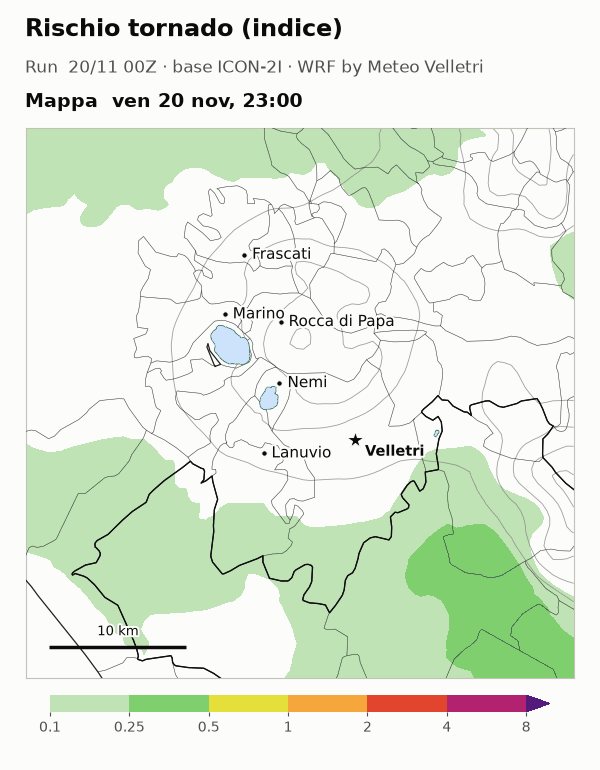 Rischio tornado (indice)
Run  20/11 00Z · base ICON-2I · WRF by Meteo Velletri
Mappa  ven 20 nov, 23:00
Frascati
Marino
Rocca di Papa
Nemi
Velletri
Lanuvio
10 km
0.1 0.25 0.5 1 2 4 8